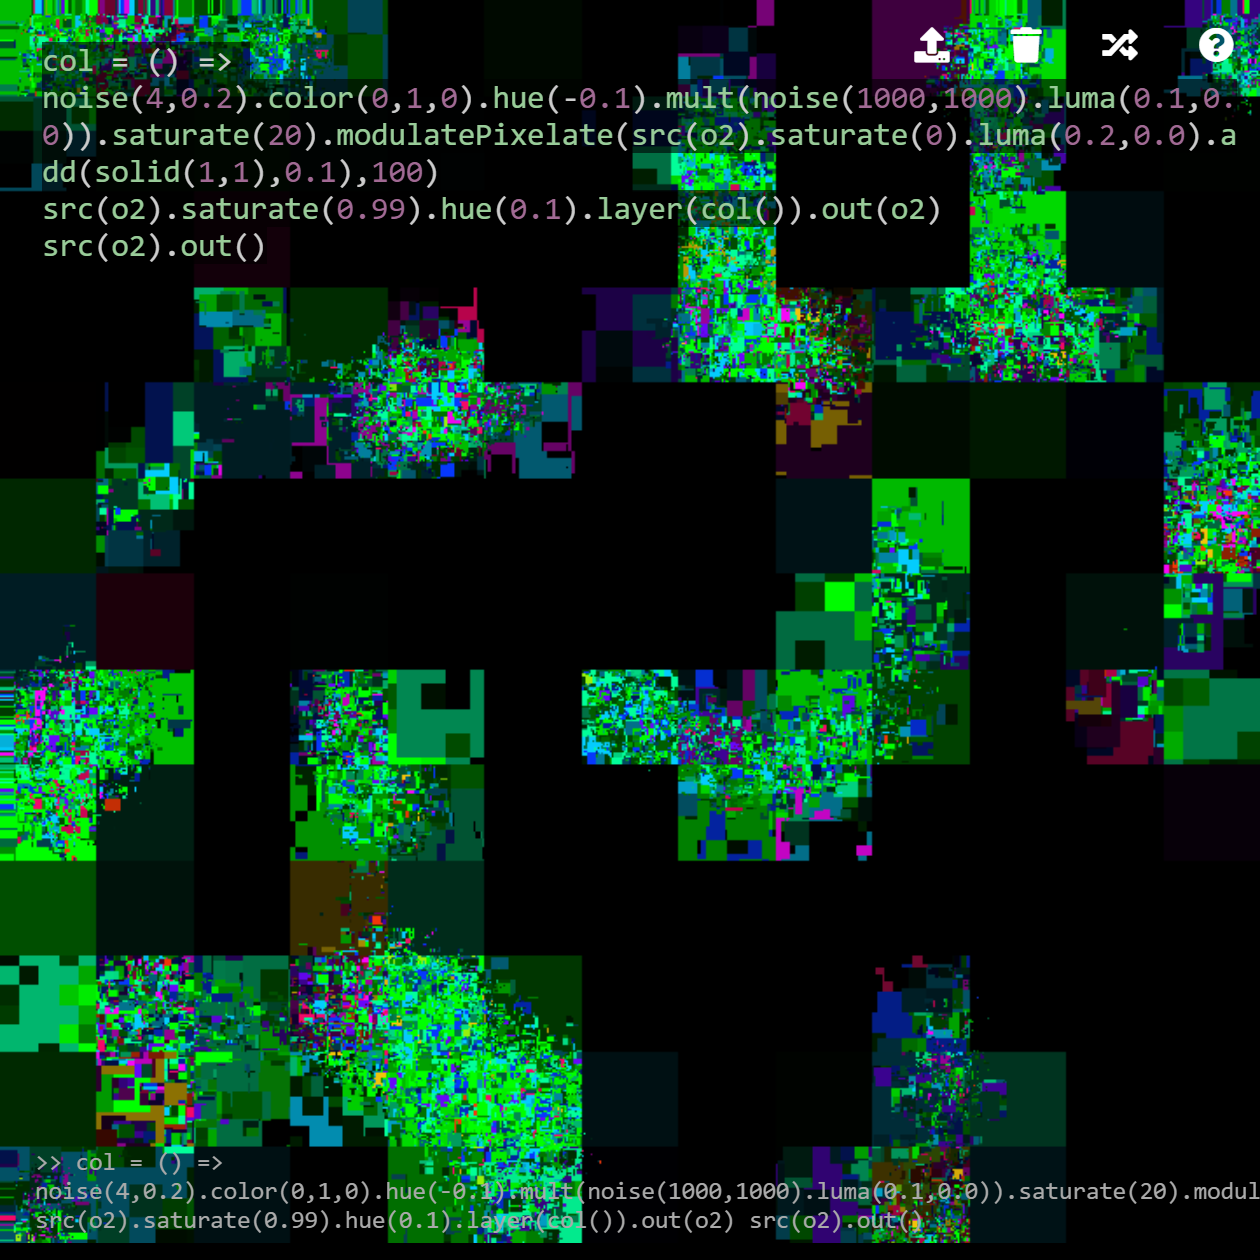 col = () =>
noise(4,0.2).color(0,1,0).hue(-0.1).mult(noise(1000,1000).luma(0.1,0.
0)).saturate(20).modulatePixelate(src(o2).saturate(0).luma(0.2,0.0).a
dd(solid(1,1),0.1),100)
src(o2).saturate(0.99).hue(0.1).layer(col()).out(o2)
src(o2).out()
>> col = () =>
noise(4,0.2).color(0,1,0).hue(-0.1).mult(noise(1000,1000).luma(0.1,0.0)).saturate(20).modul
src(o2).saturate(0.99).hue(0.1).layer(col()).out(o2) src(o2).out()